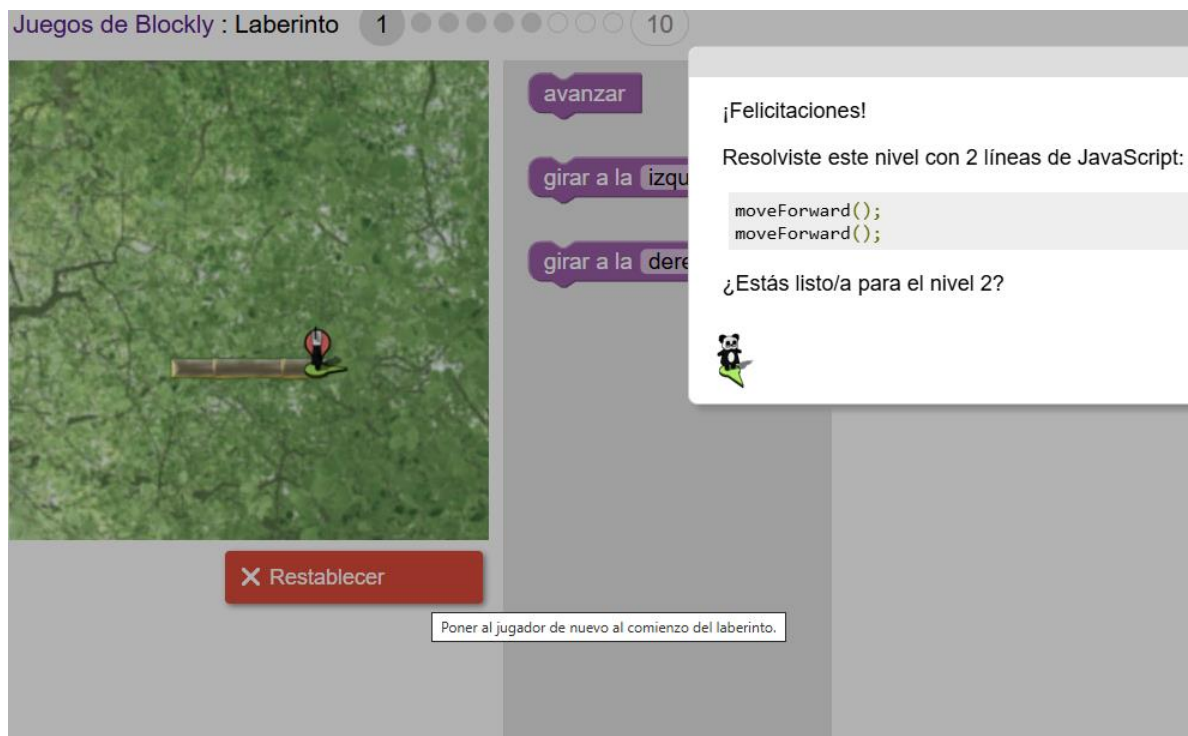 Juegos de Blockly : Laberinto 1 10
avanzar
girar a la izqu
girar a la dere
¡Felicitaciones!
Resolviste este nivel con 2 líneas de JavaScript:
moveForward();
moveForward();
¿Estás listo/a para el nivel 2?
Restablecer
Poner al jugador de nuevo al comienzo del laberinto.